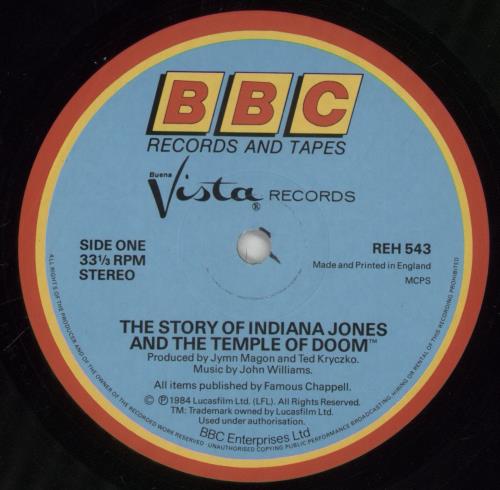 BBC
RECORDS AND TAPES
Buena
Vista® RECORDS
SIDE ONE
33⅓ RPM
STEREO
REH 543
Made and Printed in England
MCPS
THE STORY OF INDIANA JONES
AND THE TEMPLE OF DOOM™
Produced by Jymn Magon and Ted Kryczko.
Music by John Williams.
All items published by Famous Chappell.
© ℗ 1984 Lucasfilm Ltd. (LFL). All Rights Reserved.
TM: Trademark owned by Lucasfilm Ltd.
Used under authorisation.
BBC Enterprises Ltd
ALL RIGHTS OF THE PRODUCER AND OF THE OWNER OF THE RECORDED WORK RESERVED · UNAUTHORISED COPYING PUBLIC PERFORMANCE BROADCASTING, HIRING OR RENTAL OF THIS RECORDING PROHIBITED